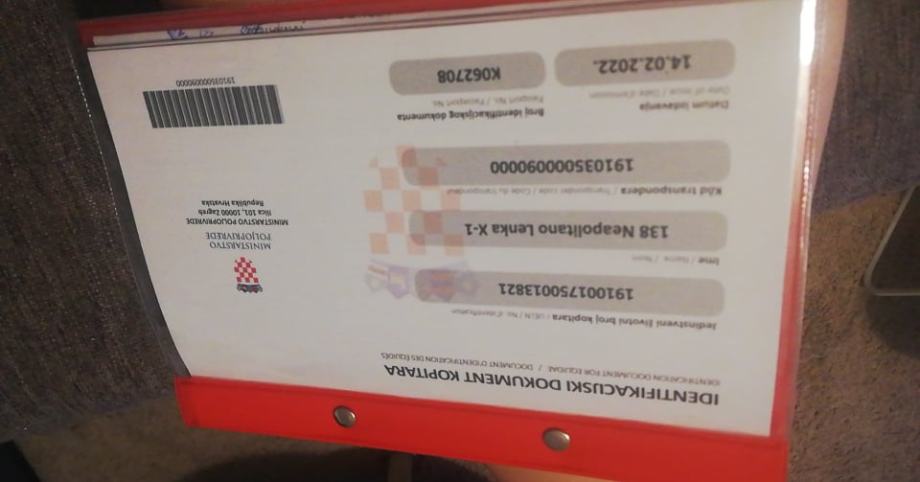 IDENTIFIKACIJSKI DOKUMENT KOPITARA
IDENTIFICATION DOCUMENT FOR EQUIDAE / DOCUMENT D'IDENTIFICATION DES ÉQUIDÉS
Jedinstveni životni broj kopitara / UELN / No. d'identification
191001750013821
Ime / Name / Nom
138 Neapolitano Lenka X-1
Kôd transpondera / Transponder code / Code du transpondeur
191035000090000
Datum izdavanja
Date of issue / Date d'émission
14.02.2022.
Broj identifikacijskog dokumenta
Passport No. / Passeport No.
K062708
MINISTARSTVO
POLJOPRIVREDE
MINISTARSTVO POLJOPRIVREDE
Ilica 101, 10000 Zagreb
Republika Hrvatska
191035000090000